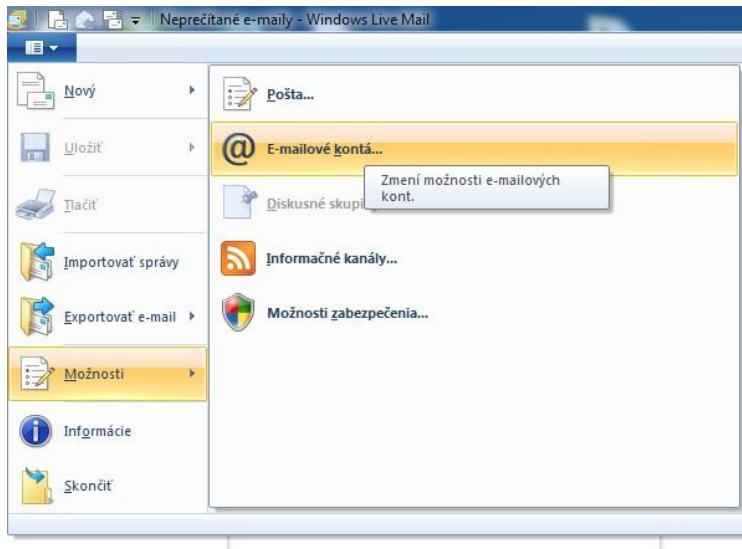 Neprečítané e-maily - Windows Live Mail
Nový
Uložiť
Tlačiť
Importovať správy
Exportovať e-mail
Možnosti
Informácie
Skončiť
Pošta...
E-mailové kontá...
Zmení možnosti e-mailových
kont.
Diskusné
Informačné kanály...
Možnosti zabezpečenia...